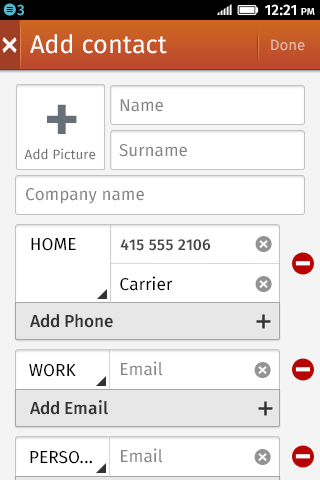 3 12:21 PM
Add contact Done
Name
Add Picture
Surname
Company name
HOME 415 555 2106
Carrier
Add Phone
WORK Email
Add Email
PERSO... Email